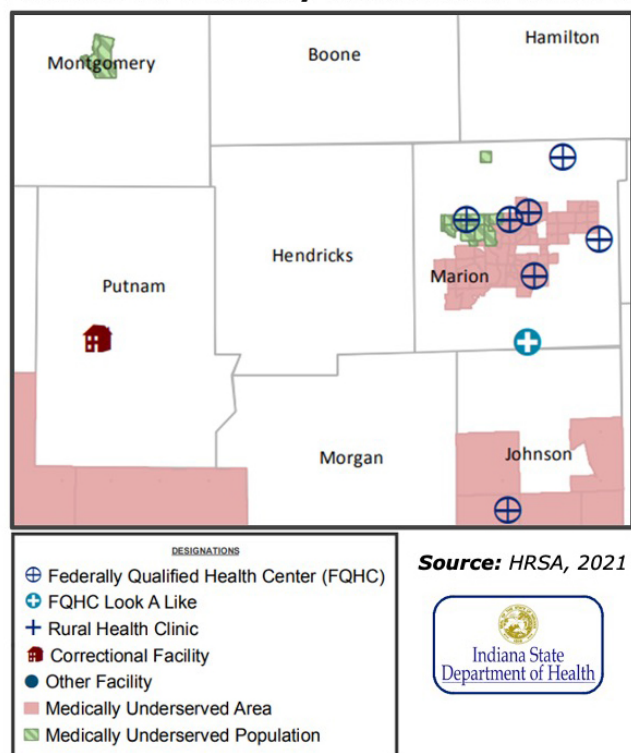 Hamilton
Boone
Montgomery
Hendricks
Marion
Putnam
Morgan
Johnson
DESIGNATIONS
Federally Qualified Health Center (FQHC)
FQHC Look A Like
Rural Health Clinic
Correctional Facility
Other Facility
Medically Underserved Area
Medically Underserved Population
Source: HRSA, 2021
Indiana State
Department of Health